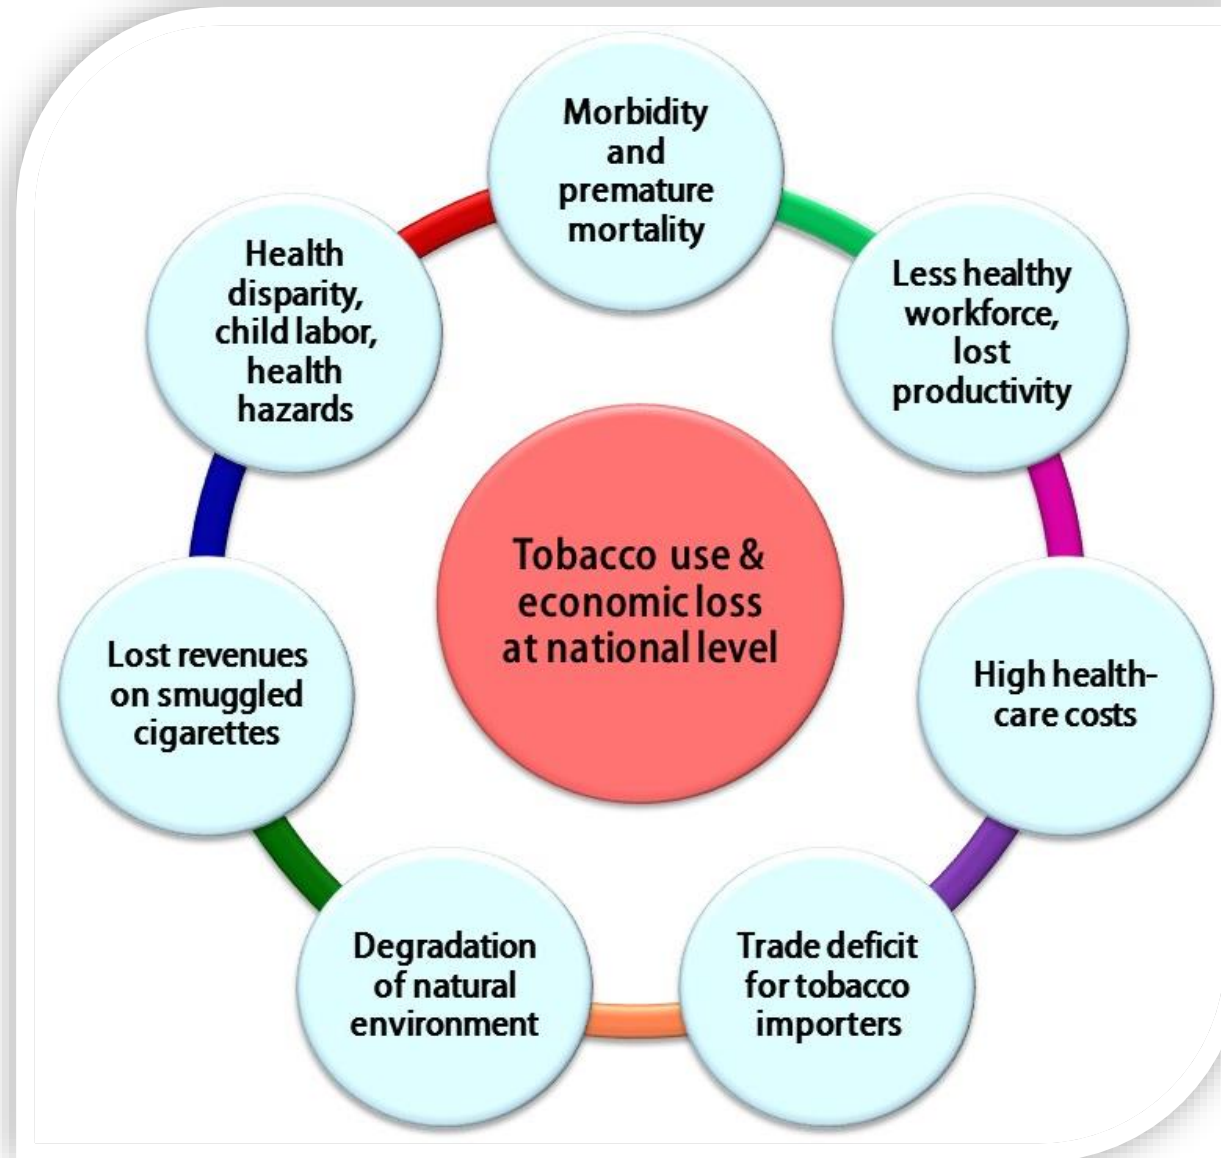 Morbidity
and
premature
mortality
Less healthy
workforce,
lost
productivity
High health-
care costs
Trade deficit
for tobacco
importers
Degradation
of natural
environment
Lost revenues
on smuggled
cigarettes
Health
disparity,
child labor,
health
hazards
Tobacco use &
economic loss
at national level